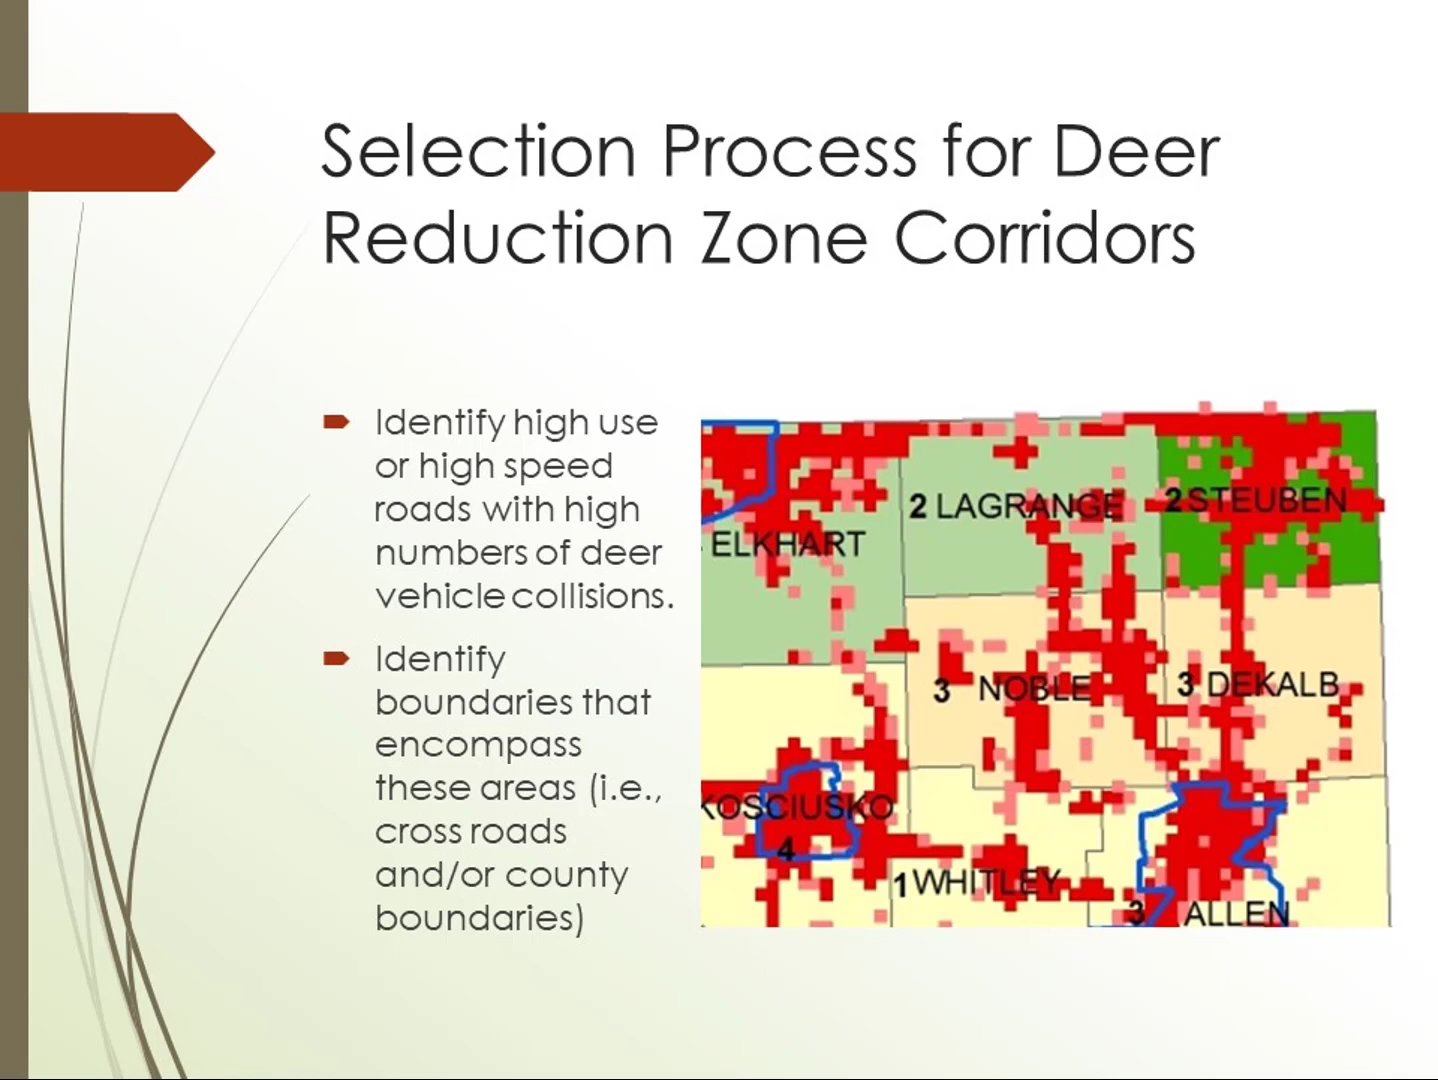 Selection Process for Deer
Reduction Zone Corridors
Identify high use
or high speed
roads with high
numbers of deer
vehicle collisions.
Identify
boundaries that
encompass
these areas (i.e.,
cross roads
and/or county
boundaries)
2 LAGRANGE
2 STEUBEN
ELKHART
3 NOBLE
3 DEKALB
KOSCIUSKO
4
1 WHITLEY
3 ALLEN